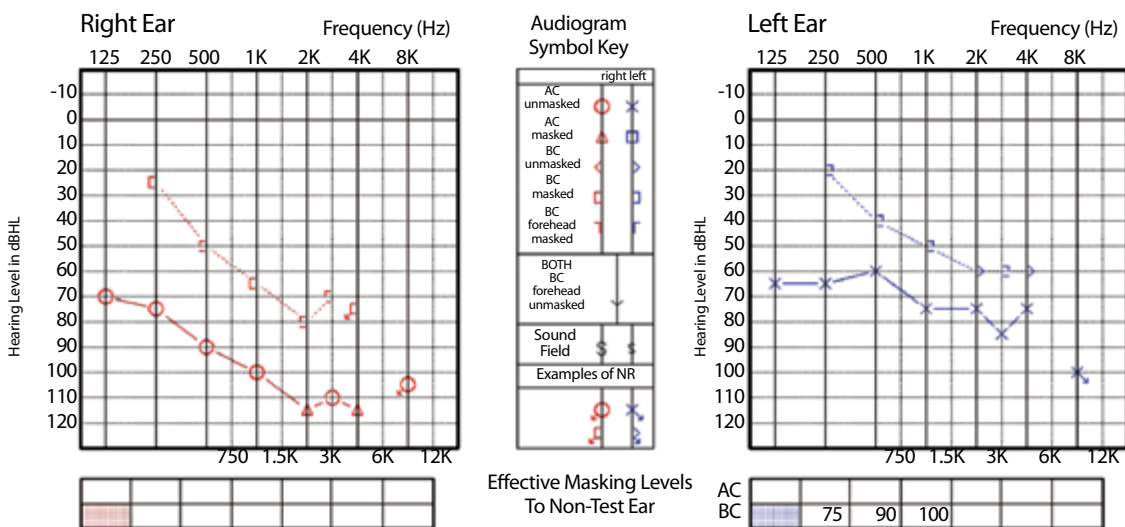 Right Ear
Frequency (Hz)
125 250 500 1K 2K 4K 8K
Hearing Level in dBHL
-10
0
10
20
30
40
50
60
70
80
90
100
110
120
750 1.5K 3K 6K 12K
Audiogram
Symbol Key
right left
AC
unmasked
AC
masked
BC
unmasked
BC
masked
BC
forehead
masked
BOTH
BC
forehead
unmasked
Sound
Field
S S
Examples of NR
Effective Masking Levels
To Non-Test Ear
Left Ear
Frequency (Hz)
125 250 500 1K 2K 4K 8K
Hearing Level in dBHL
-10
0
10
20
30
40
50
60
70
80
90
100
110
120
750 1.5K 3K 6K 12K
AC
BC 75 90 100